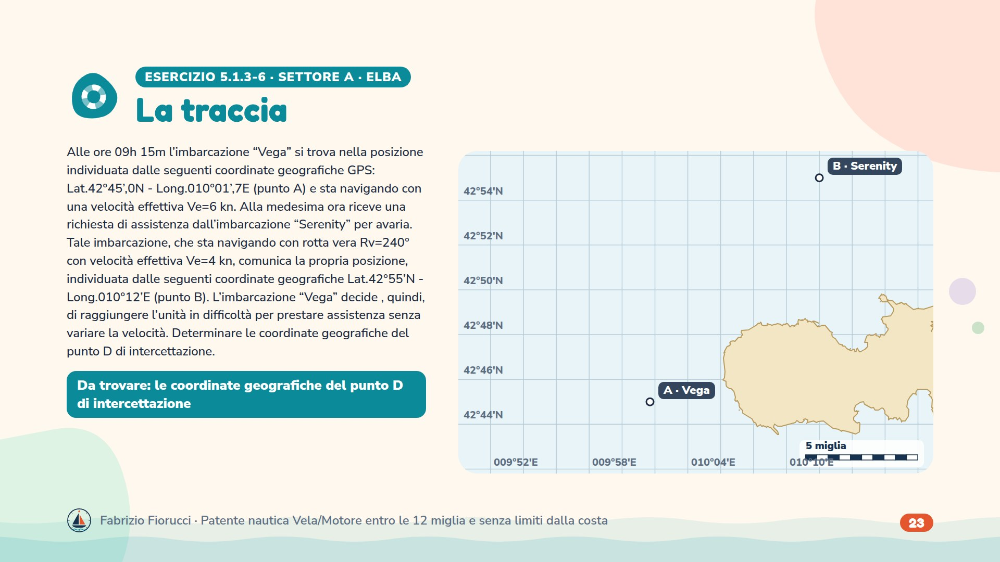 ESERCIZIO 5.1.3-6 · SETTORE A · ELBA
La traccia
Alle ore 09h 15m l’imbarcazione “Vega” si trova nella posizione
individuata dalle seguenti coordinate geografiche GPS:
Lat.42°45’,0N - Long.010°01’,7E (punto A) e sta navigando con
una velocità effettiva Ve=6 kn. Alla medesima ora riceve una
richiesta di assistenza dall’imbarcazione “Serenity” per avaria.
Tale imbarcazione, che sta navigando con rotta vera Rv=240°
con velocità effettiva Ve=4 kn, comunica la propria posizione,
individuata dalle seguenti coordinate geografiche Lat.42°55’N -
Long.010°12’E (punto B). L’imbarcazione “Vega” decide , quindi,
di raggiungere l’unità in difficoltà per prestare assistenza senza
variare la velocità. Determinare le coordinate geografiche del
punto D di intercettazione.
Da trovare: le coordinate geografiche del punto D
di intercettazione
B · Serenity
42°54'N
42°52'N
42°50'N
42°48'N
42°46'N
A · Vega
42°44'N
5 miglia
009°52'E
009°58'E
010°04'E
010°10'E
Fabrizio Fiorucci · Patente nautica Vela/Motore entro le 12 miglia e senza limiti dalla costa
23